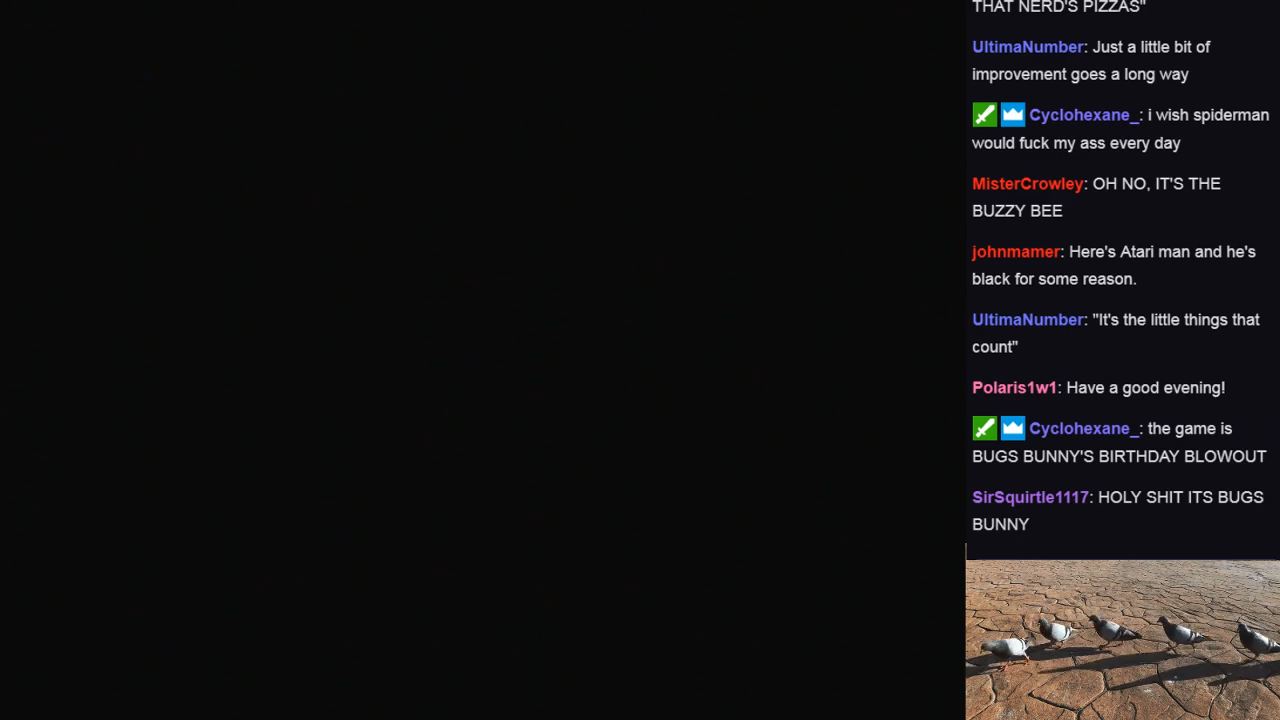 THAT NERD'S PIZZAS"
UltimaNumber: Just a little bit of
improvement goes a long way
Cyclohexane_: i wish spiderman
would fuck my ass every day
MisterCrowley: OH NO, IT'S THE
BUZZY BEE
johnmamer: Here's Atari man and he's
black for some reason.
UltimaNumber: "It's the little things that
count"
Polaris1w1: Have a good evening!
Cyclohexane_: the game is
BUGS BUNNY'S BIRTHDAY BLOWOUT
SirSquirtle1117: HOLY SHIT ITS BUGS
BUNNY